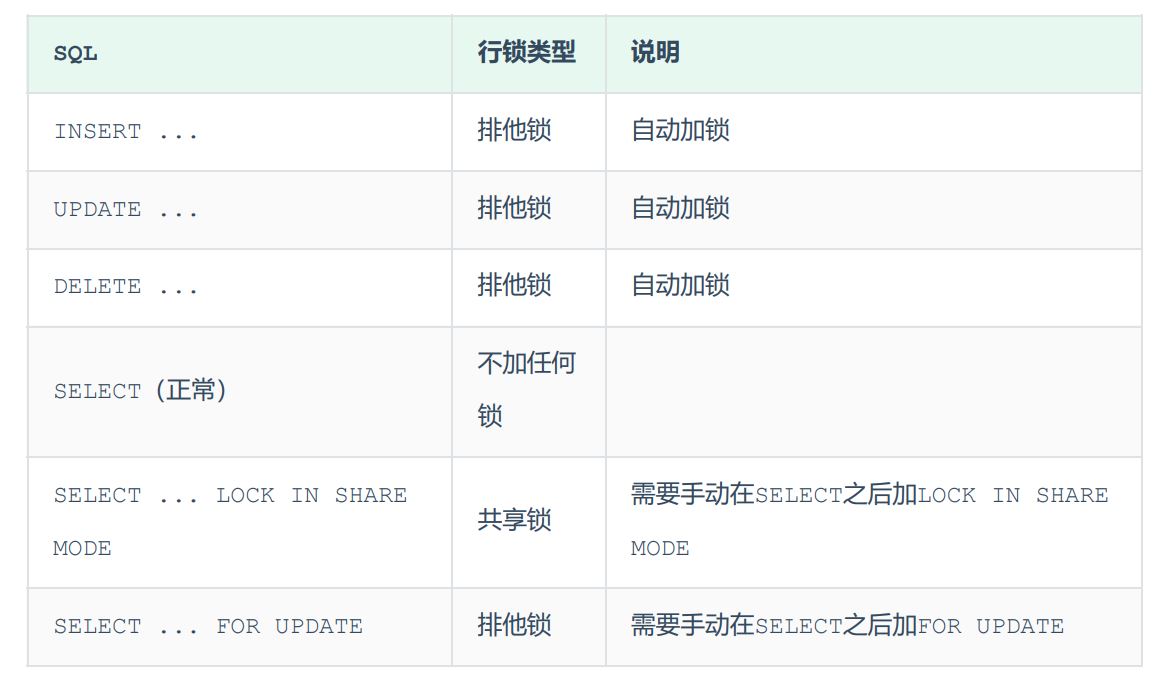 SQL 行锁类型 说明
INSERT ... 排他锁 自动加锁
UPDATE ... 排他锁 自动加锁
DELETE ... 排他锁 自动加锁
SELECT（正常） 不加任何
锁
SELECT ... LOCK IN SHARE
MODE
共享锁
需要手动在SELECT之后加LOCK IN SHARE
MODE
SELECT ... FOR UPDATE 排他锁 需要手动在SELECT之后加FOR UPDATE